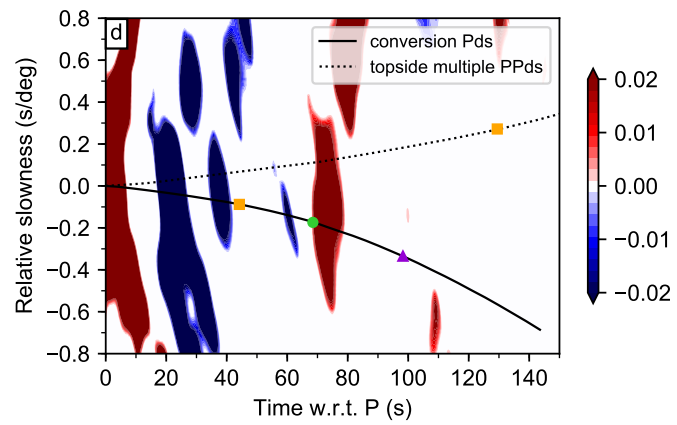 d
conversion Pds
topside multiple PPds
0.8
0.6
0.4
0.2
0.0
−0.2
−0.4
−0.6
−0.8
Relative slowness (s/deg)
0 20 40 60 80 100 120 140
Time w.r.t. P (s)
0.02
0.01
0.00
−0.01
−0.02